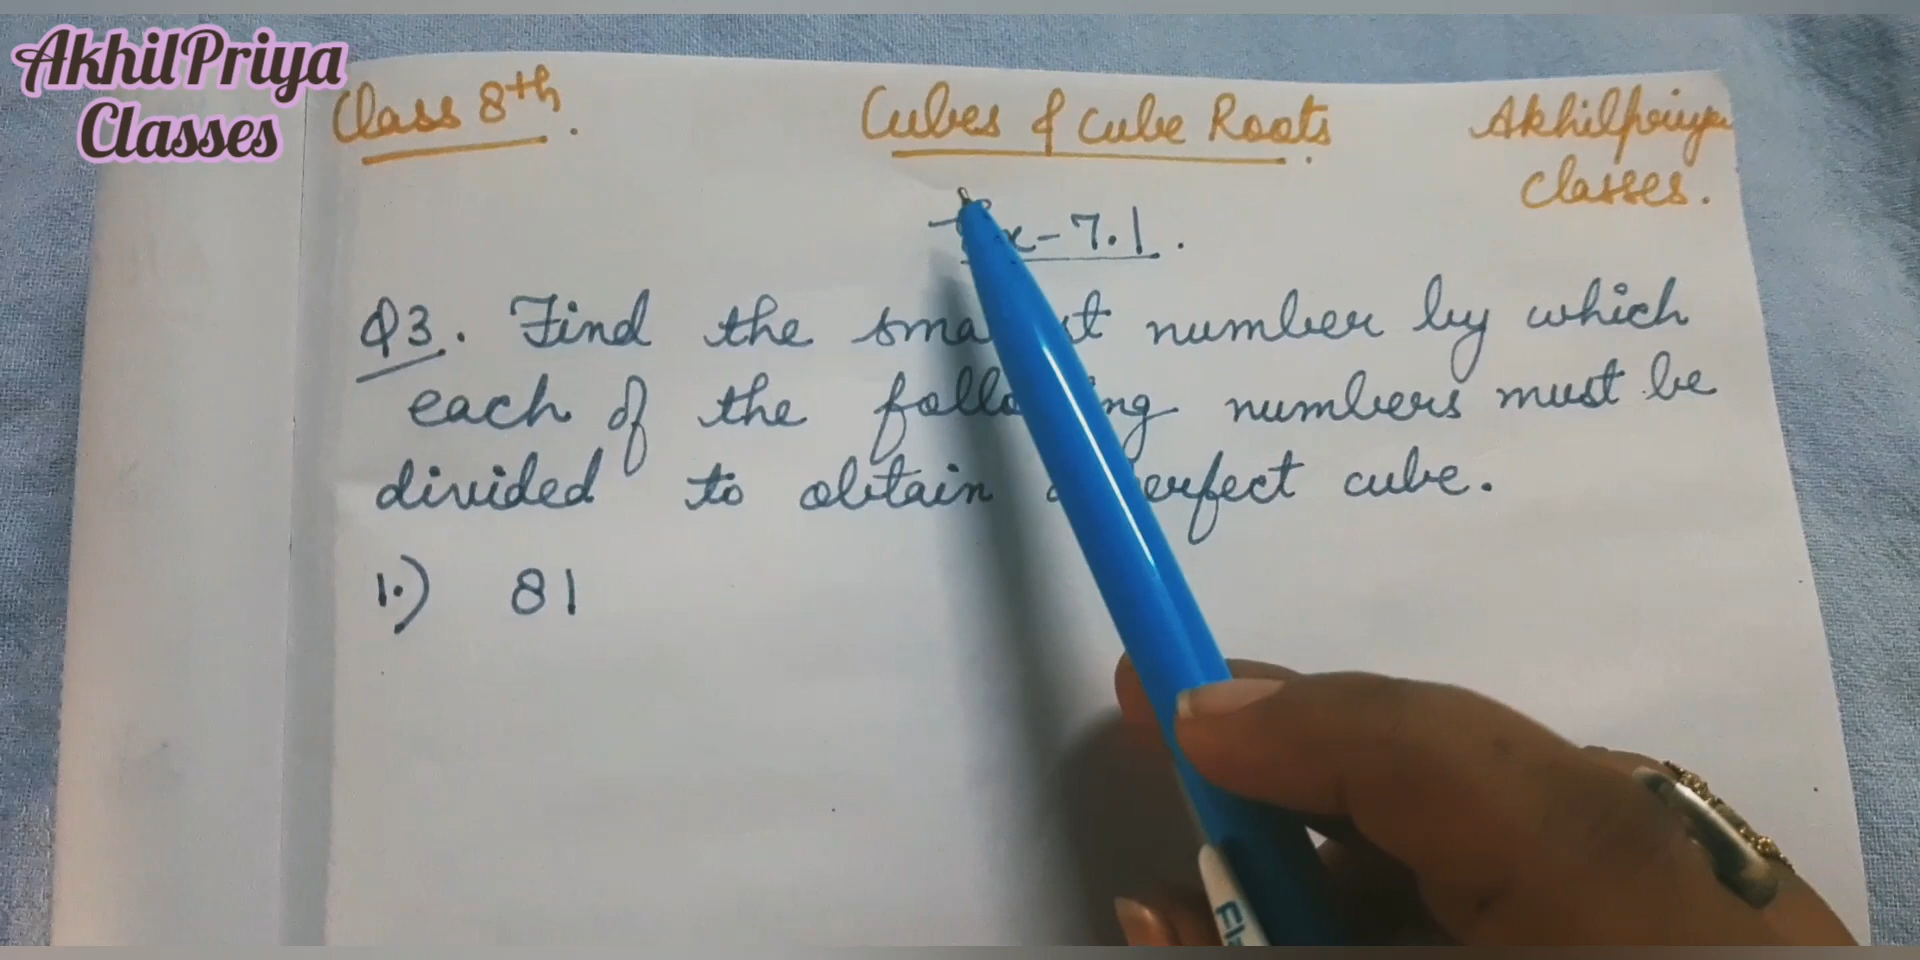 AkhilPriya
Classes
Class 8th.
Cubes & Cube Roots
Akhilpriya
Classes.
x-7.1.
Q3. Find the number by which
each of the numbers must be
divided to obtain cube.
1.) 81